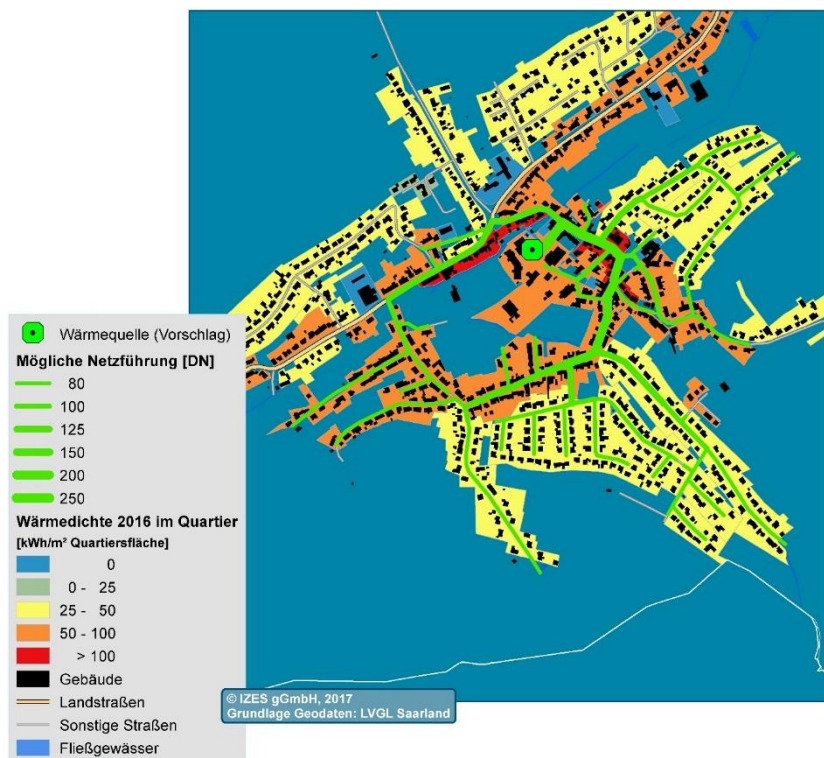 Wärmequelle (Vorschlag)
Mögliche Netzführung [DN]
80
100
125
150
200
250
Wärmedichte 2016 im Quartier
[kWh/m² Quartiersfläche]
0
0 - 25
25 - 50
50 - 100
> 100
Gebäude
Landstraßen
Sonstige Straßen
Fließgewässer
© IZES gGmbH, 2017
Grundlage Geodaten: LVGL Saarland